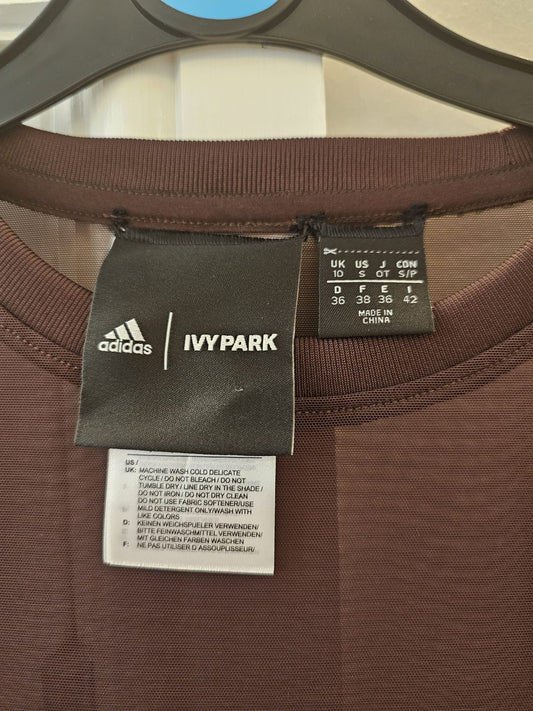 adidas | IVYPARK
UK US J CDN
10 S OT S/P
D F E I
36 38 36 42
MADE IN
CHINA
US /
UK: MACHINE WASH COLD DELICATE
CYCLE / DO NOT BLEACH / DO NOT
TUMBLE DRY / LINE DRY IN THE SHADE /
DO NOT IRON / DO NOT DRY CLEAN
DO NOT USE FABRIC SOFTENER/USE
MILD DETERGENT ONLY/WASH WITH
LIKE COLORS
D: KEINEN WEICHSPUELER VERWENDEN/
BITTE FEINWASCHMITTEL VERWENDEN/
MIT GLEICHEN FARBEN WASCHEN
F: NE PAS UTILISER D'ASSOUPLISSEUR/